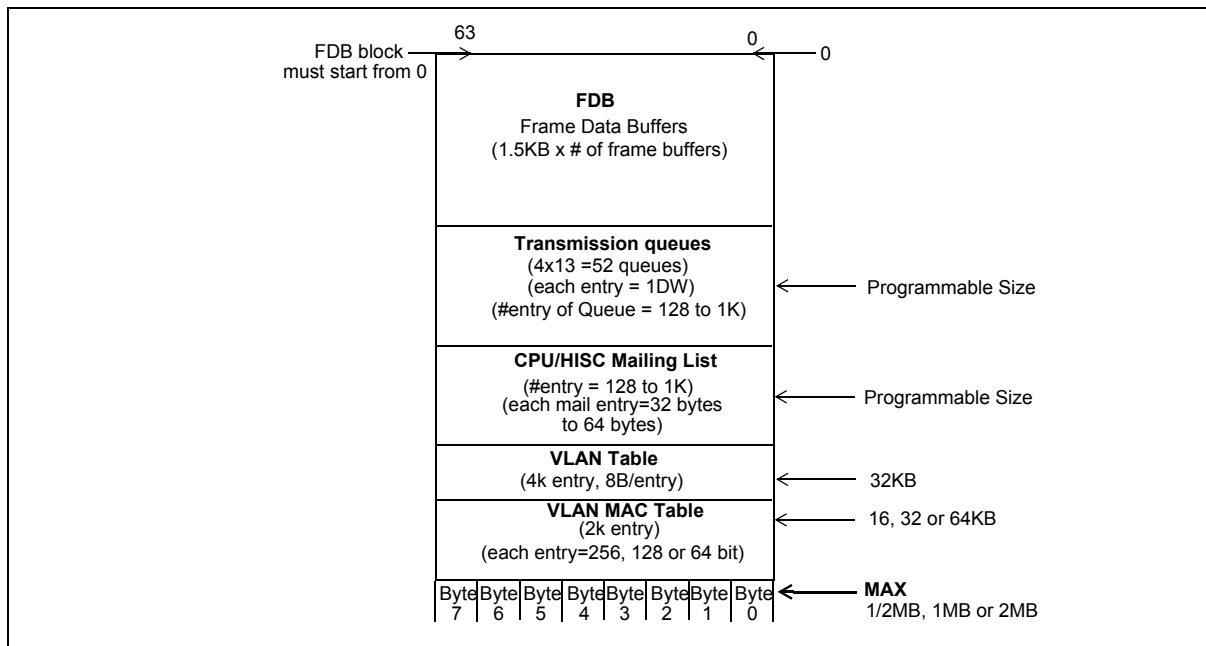 63
0
FDB block
must start from 0
0
FDB
Frame Data Buffers
(1.5KB x # of frame buffers)
Transmission queues
(4x13 =52 queues)
(each entry = 1DW)
(#entry of Queue = 128 to 1K)
Programmable Size
CPU/HISC Mailing List
(#entry = 128 to 1K)
(each mail entry=32 bytes
to 64 bytes)
Programmable Size
VLAN Table
(4k entry, 8B/entry)
32KB
VLAN MAC Table
(2k entry)
(each entry=256, 128 or 64 bit)
16, 32 or 64KB
Byte Byte Byte Byte Byte Byte Byte Byte
7 6 5 4 3 2 1 0
MAX
1/2MB, 1MB or 2MB